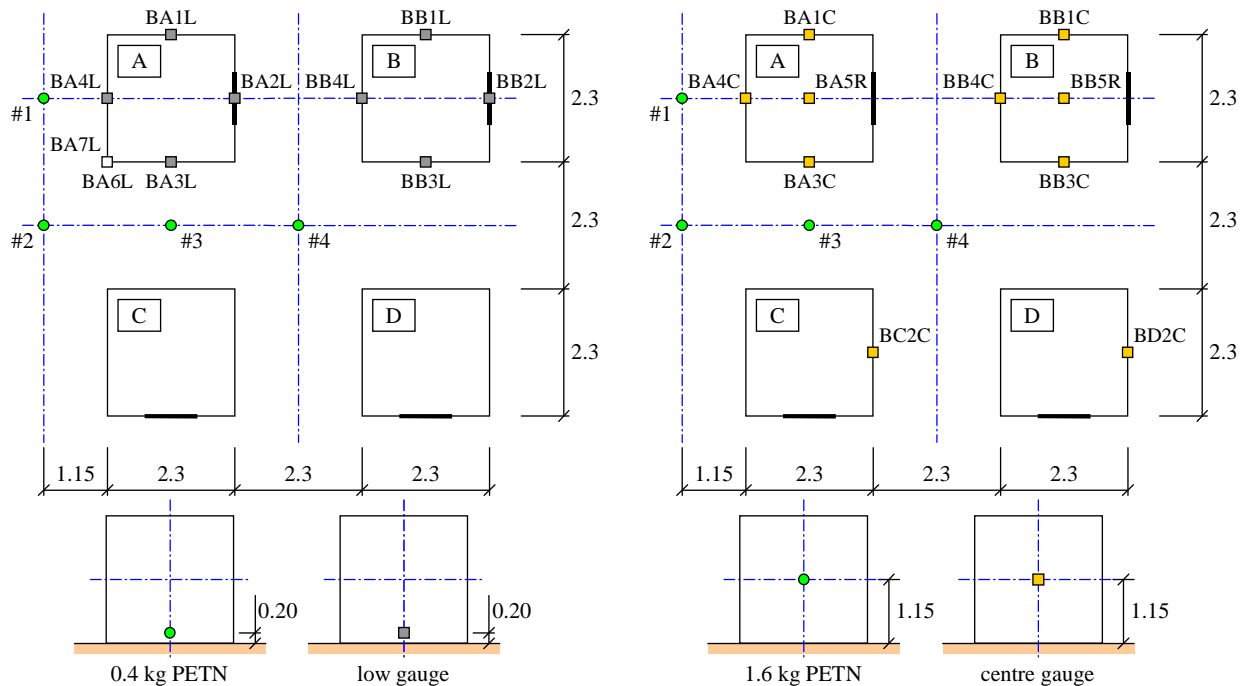 BA1L BB1L BA1C BB1C
A B A B
BA4L BA2L BB4L BB2L 2.3 BA4C BA5R BB4C BB5R 2.3
#1 #1
BA7L
BA6L BA3L BB3L BA3C BB3C
2.3 2.3
#2 #3 #4 #2 #3 #4
C D C D
BC2C BD2C
2.3 2.3
1.15 2.3 2.3 2.3 1.15 2.3 2.3 2.3
0.20 0.20 1.15 1.15
0.4 kg PETN low gauge 1.6 kg PETN centre gauge